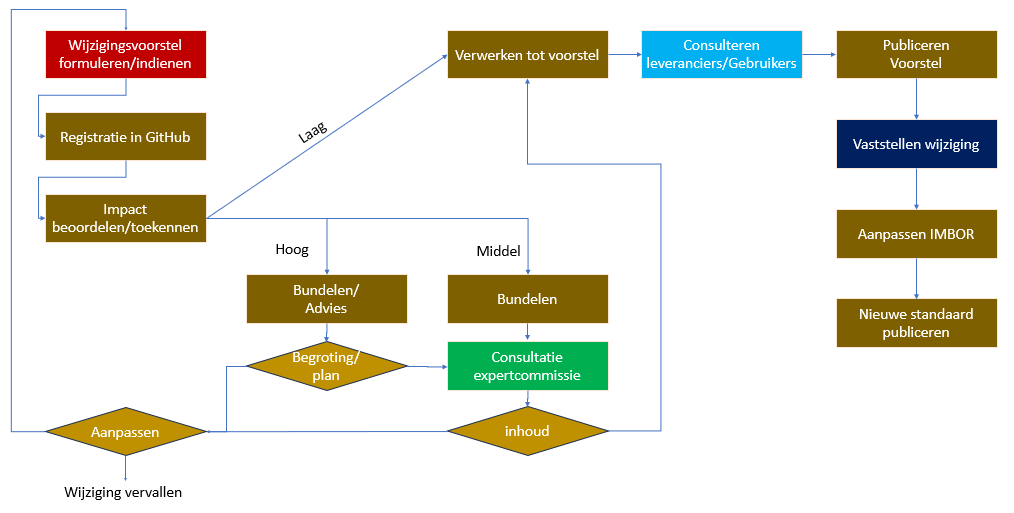 Wijzigingsvoorstel
formuleren/indienen
Verwerken tot voorstel
Consulteren
leveranciers/Gebruikers
Publiceren
Voorstel
Registratie in GitHub
Laag
Vaststellen wijziging
Impact
beoordelen/toekennen
Hoog
Middel
Aanpassen IMBOR
Bundelen/
Advies
Bundelen
Nieuwe standaard
publiceren
Begroting/
plan
Consultatie
expertcommissie
Aanpassen
inhoud
Wijziging vervallen